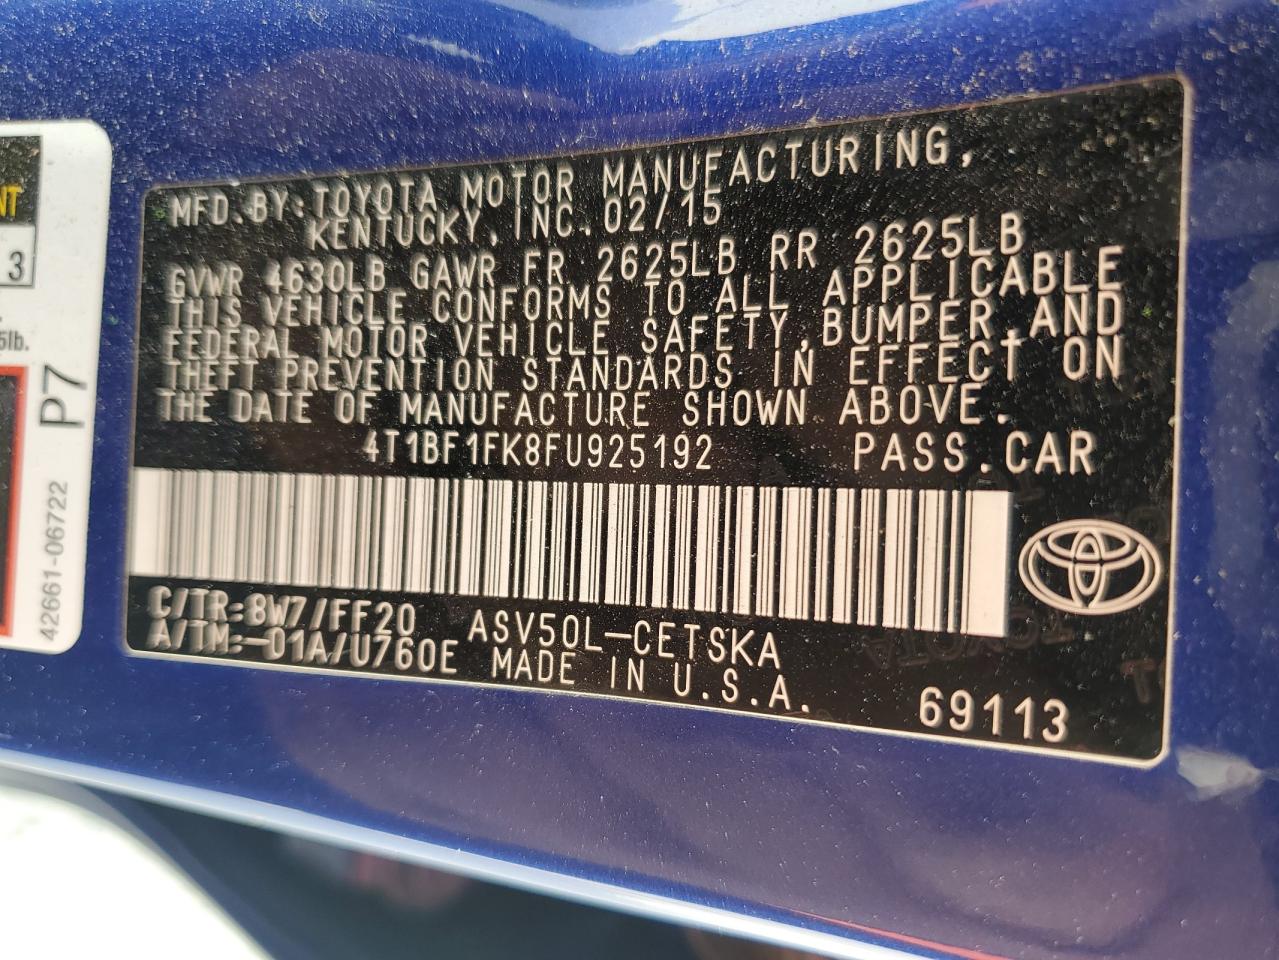 NT
3
5lb.
P7
42661-06722
MFD.BY:TOYOTA MOTOR MANUFACTURING,
KENTUCKY, INC.02/15
GVWR 4630LB GAWR FR 2625LB RR 2625LB
THIS VEHICLE CONFORMS TO ALL APPLICABLE
FEDERAL MOTOR VEHICLE SAFETY,BUMPER,AND
THEFT PREVENTION STANDARDS IN EFFECT ON
THE DATE OF MANUFACTURE SHOWN ABOVE.
4T1BF1FK8FU925192 PASS.CAR
C/TR:8W7/FF20 ASV50L-CETSKA
A/TM:-01A/U760E MADE IN U.S.A.
69113